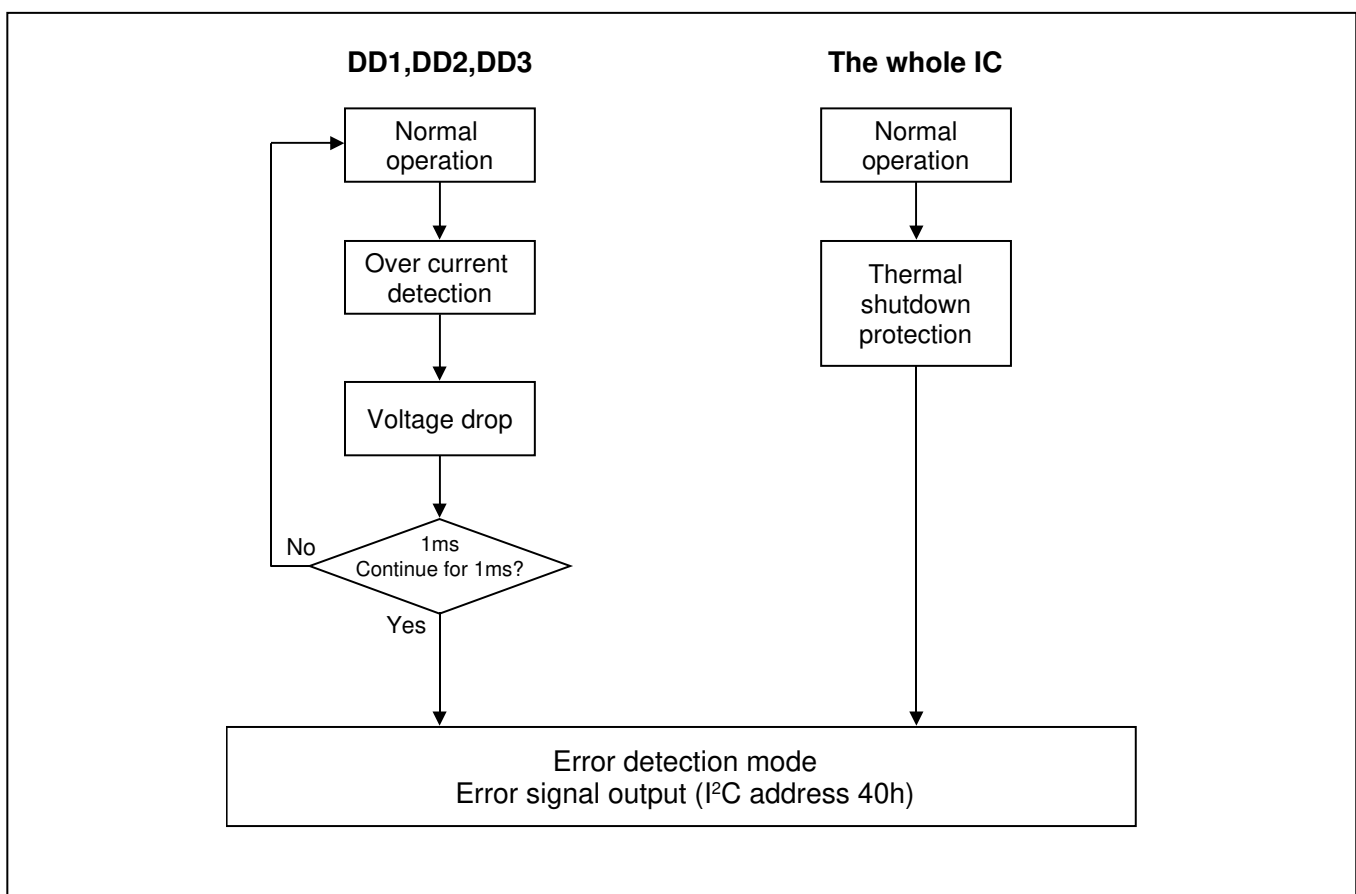 DD1,DD2,DD3
Normal
operation
Over current
detection
Voltage drop
1ms
Continue for 1ms?
No
Yes
The whole IC
Normal
operation
Thermal
shutdown
protection
Error detection mode
Error signal output (I²C address 40h)